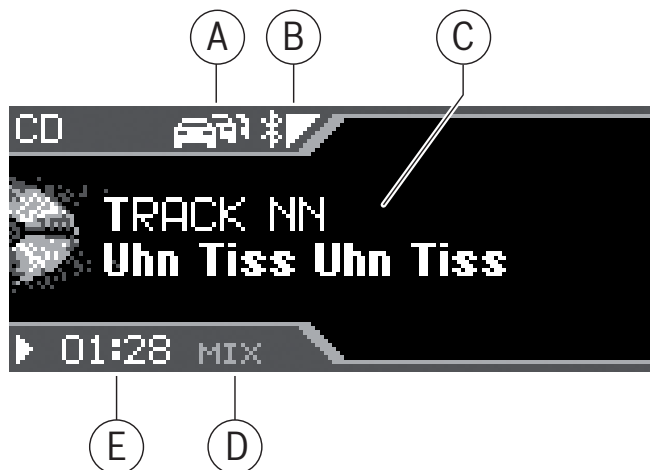 A B C
CD
TRACK NN
Uhn Tiss Uhn Tiss
01:28 MIX
E D